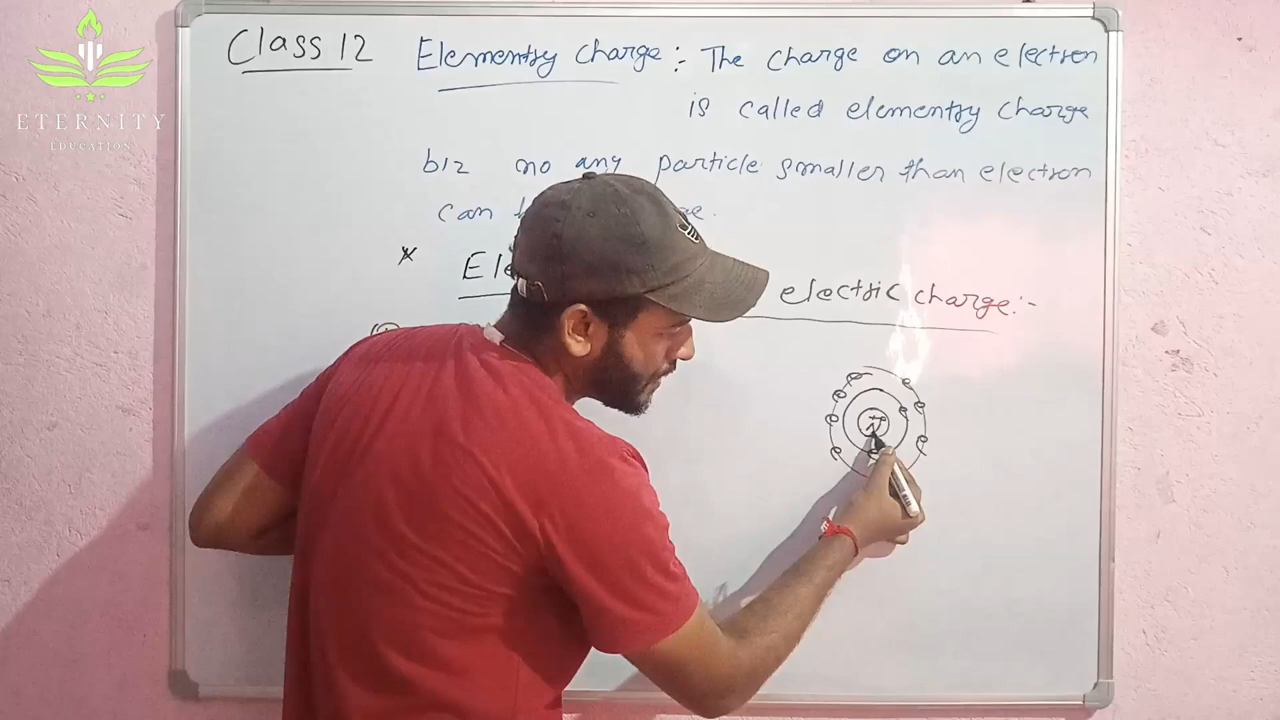 ETERNITY
EDUCATION
Class 12 Elementry charge :- The charge on an electron
is called elementry charge
b/z no any particle smaller than electron
can
* electric charge :-